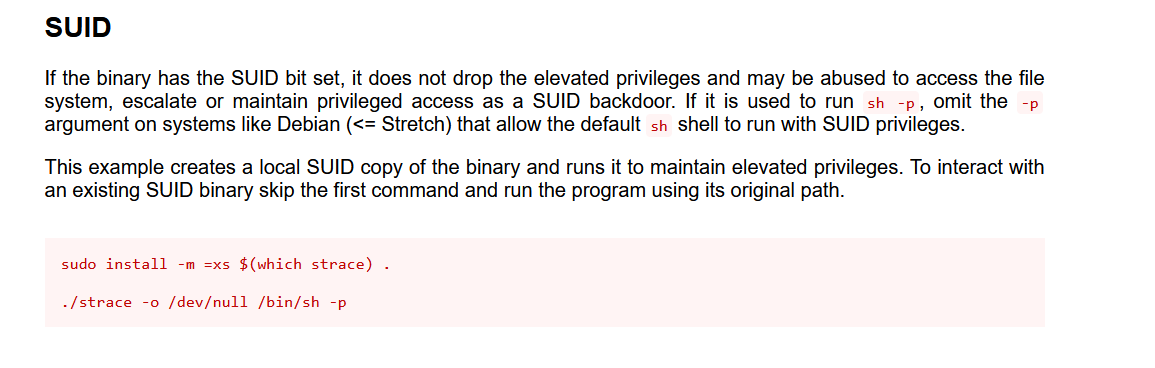 SUID
If the binary has the SUID bit set, it does not drop the elevated privileges and may be abused to access the file
system, escalate or maintain privileged access as a SUID backdoor. If it is used to run sh -p, omit the -p
argument on systems like Debian (<= Stretch) that allow the default sh shell to run with SUID privileges.
This example creates a local SUID copy of the binary and runs it to maintain elevated privileges. To interact with
an existing SUID binary skip the first command and run the program using its original path.
sudo install -m =xs $(which strace) .
./strace -o /dev/null /bin/sh -p